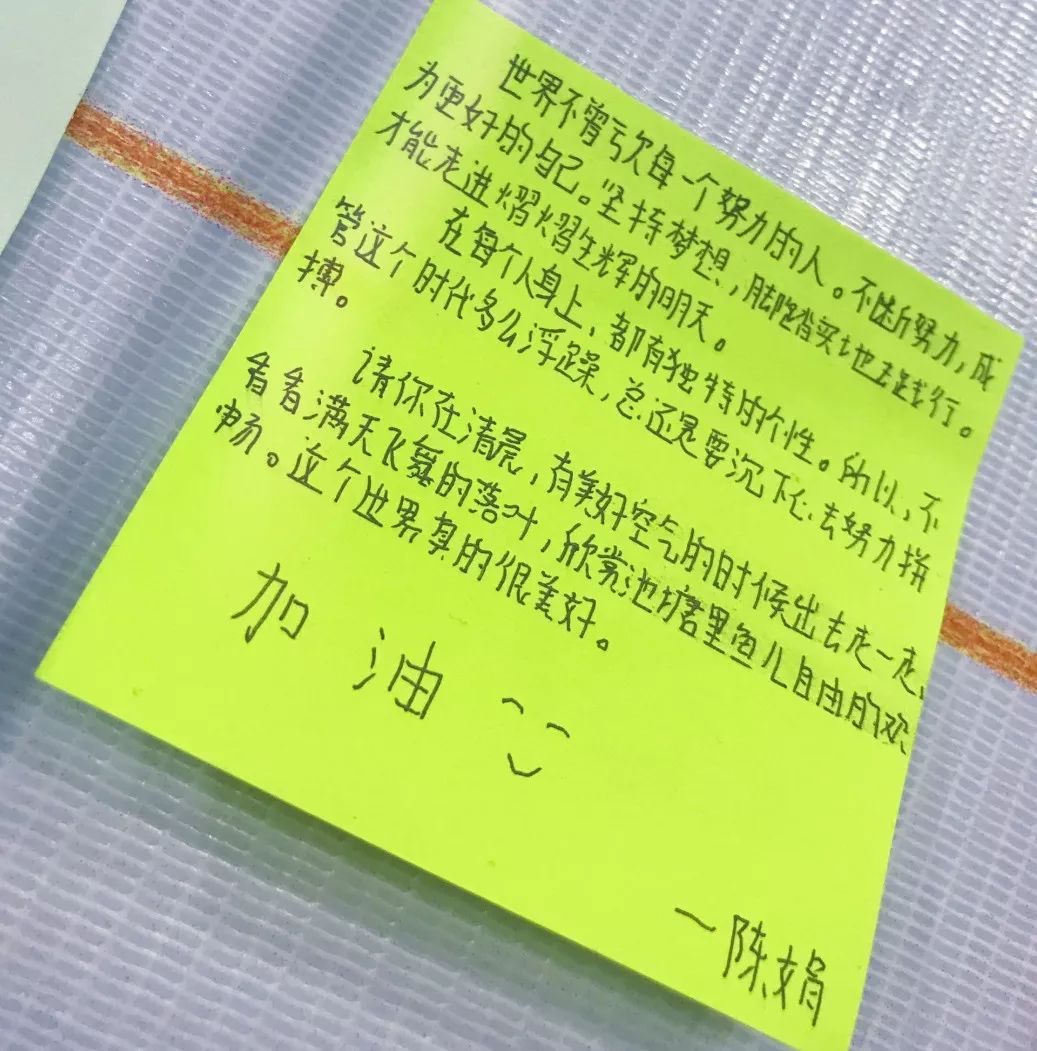 世界不曾亏欠每一个努力的人。不断努力,成
为更好的自己。坚持梦想,脚踏实地去践行。
才能走进熠熠生辉的明天。
在每个人身上,都有独特的个性。所以,不
管这个时代多么浮躁,总还是要沉下心去努力拼
搏。
请你在清晨,有美好空气的时候出去走一走,
看看满天飞舞的落叶,欣赏池塘里鱼儿自由的欢
畅。这个世界真的很美好。
加油
~陈娟